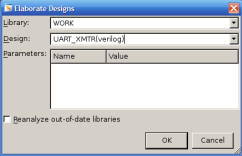 Elaborate Designs
Library: WORK
Design: UART_XMTR(verilog)
Parameters: Name Value
Reanalyze out-of-date libraries
OK Cancel